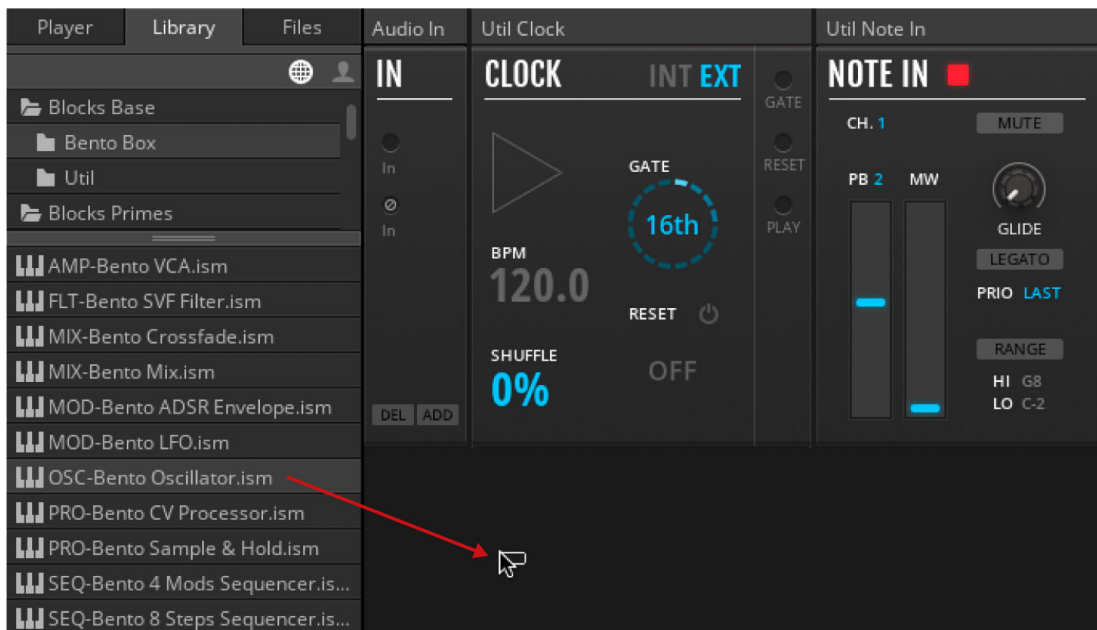 Player Library Files
Blocks Base
Bento Box
Util
Blocks Primes
AMP-Bento VCA.ism
FLT-Bento SVF Filter.ism
MIX-Bento Crossfade.ism
MIX-Bento Mix.ism
MOD-Bento ADSR Envelope.ism
MOD-Bento LFO.ism
OSC-Bento Oscillator.ism
PRO-Bento CV Processor.ism
PRO-Bento Sample & Hold.ism
SEQ-Bento 4 Mods Sequencer.is...
SEQ-Bento 8 Steps Sequencer.is...
Audio In
IN
In
In
DEL ADD
Util Clock
CLOCK INT EXT
GATE
16th
BPM
120.0
RESET
OFF
SHUFFLE
0%
GATE
RESET
PLAY
Util Note In
NOTE IN
CH. 1 MUTE
PB 2 MW
GLIDE
LEGATO
PRIO LAST
RANGE
HI G8
LO C-2